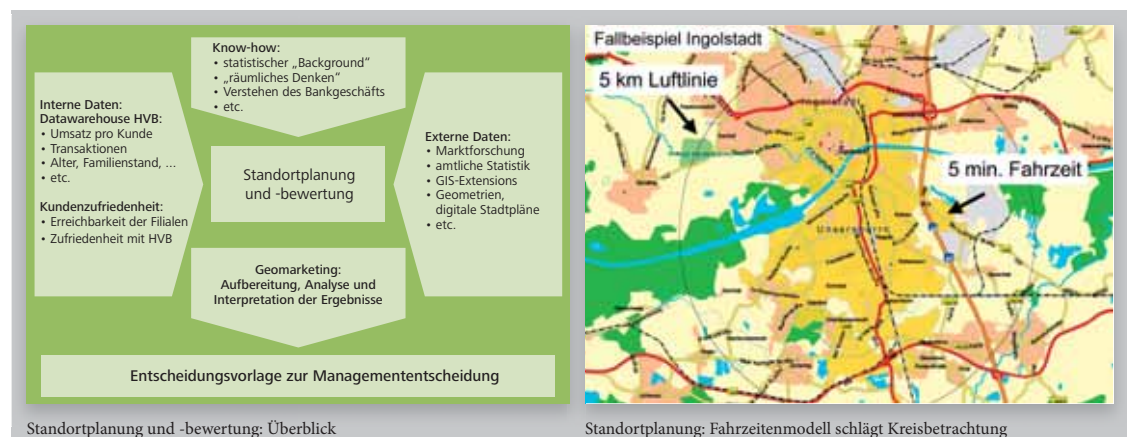 Know-how:
• statistischer „Background"
• „räumliches Denken"
• Verstehen des Bankgeschäfts
• etc.
Interne Daten:
Datawarehouse HVB:
• Umsatz pro Kunde
• Transaktionen
• Alter, Familienstand, ...
• etc.
Kundenzufriedenheit:
• Erreichbarkeit der Filialen
• Zufriedenheit mit HVB
Standortplanung
und -bewertung
Externe Daten:
• Marktforschung
• amtliche Statistik
• GIS-Extensions
• Geometrien,
digitale Stadtpläne
• etc.
Geomarketing:
Aufbereitung, Analyse und
Interpretation der Ergebnisse
Entscheidungsvorlage zur Managemententscheidung
Standortplanung und -bewertung: Überblick
Fallbeispiel Ingolstadt
5 km Luftlinie
5 min. Fahrzeit
Standortplanung: Fahrzeitenmodell schlägt Kreisbetrachtung